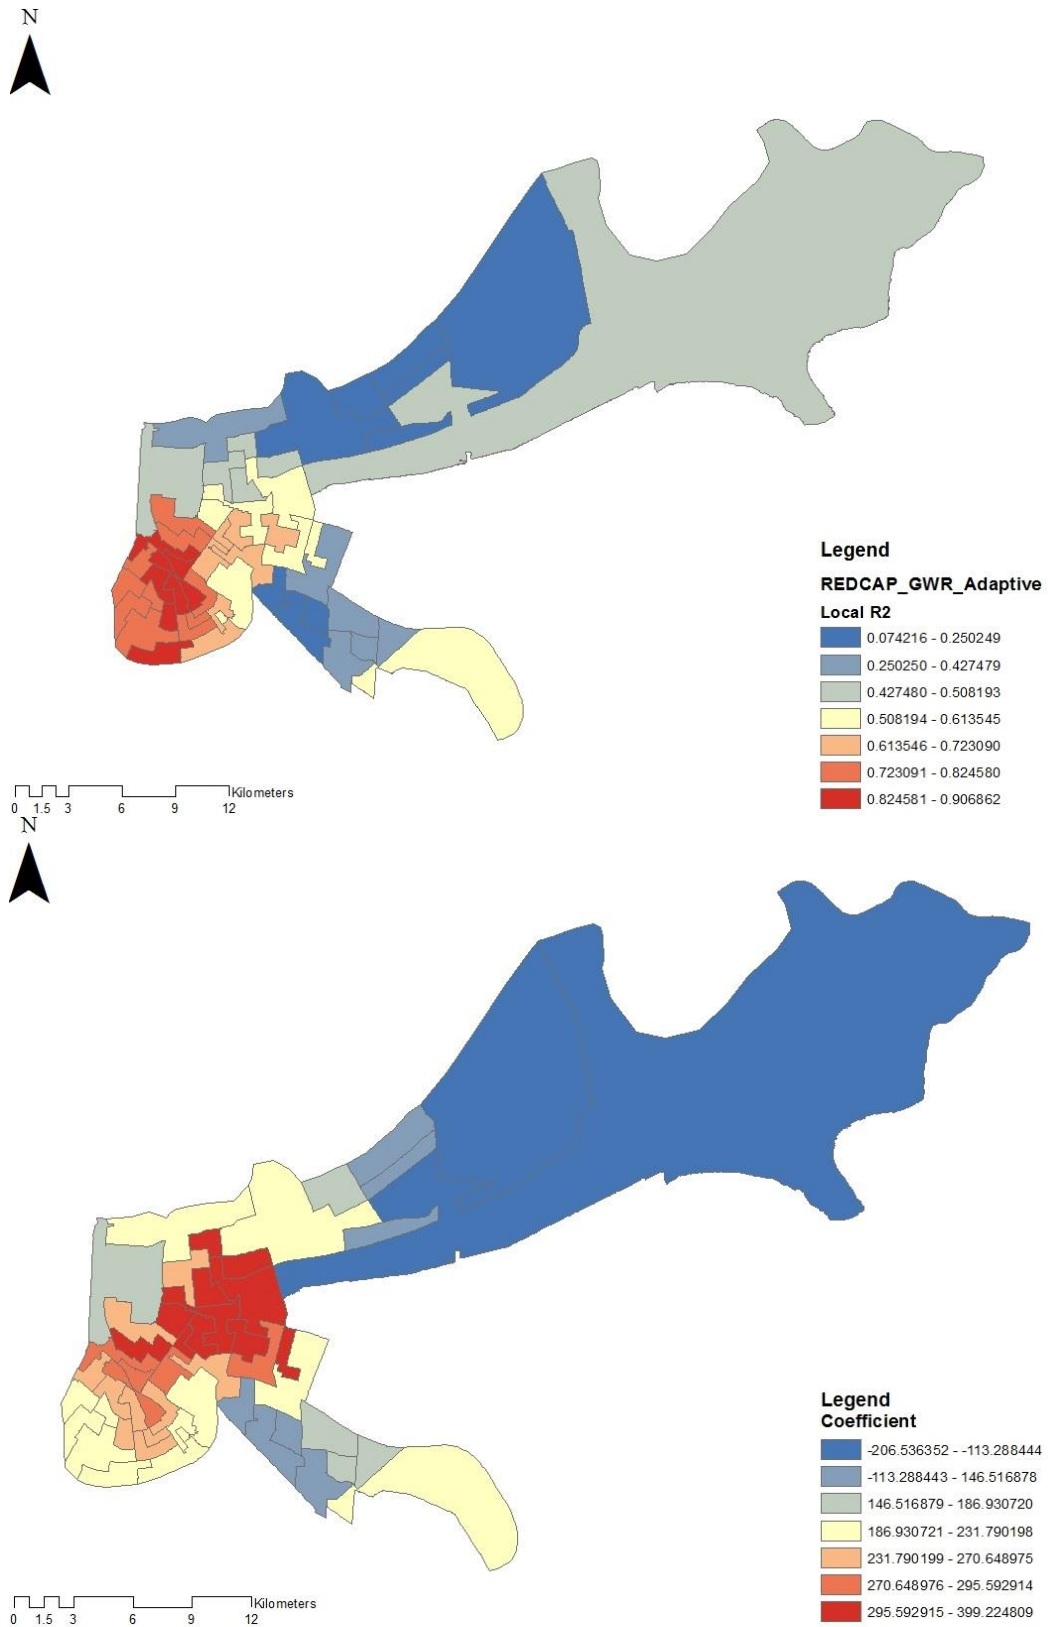 N
Legend
REDCAP_GWR_Adaptive
Local R2
0.074216 - 0.250249
0.250250 - 0.427479
0.427480 - 0.508193
0.508194 - 0.613545
0.613546 - 0.723090
0.723091 - 0.824580
0.824581 - 0.906862
Kilometers
0 1.5 3 6 9 12
N
Legend
Coefficient
-206.536352 - -113.288444
-113.288443 - 146.516878
146.516879 - 186.930720
186.930721 - 231.790198
231.790199 - 270.648975
270.648976 - 295.592914
295.592915 - 399.224809
Kilometers
0 1.5 3 6 9 12